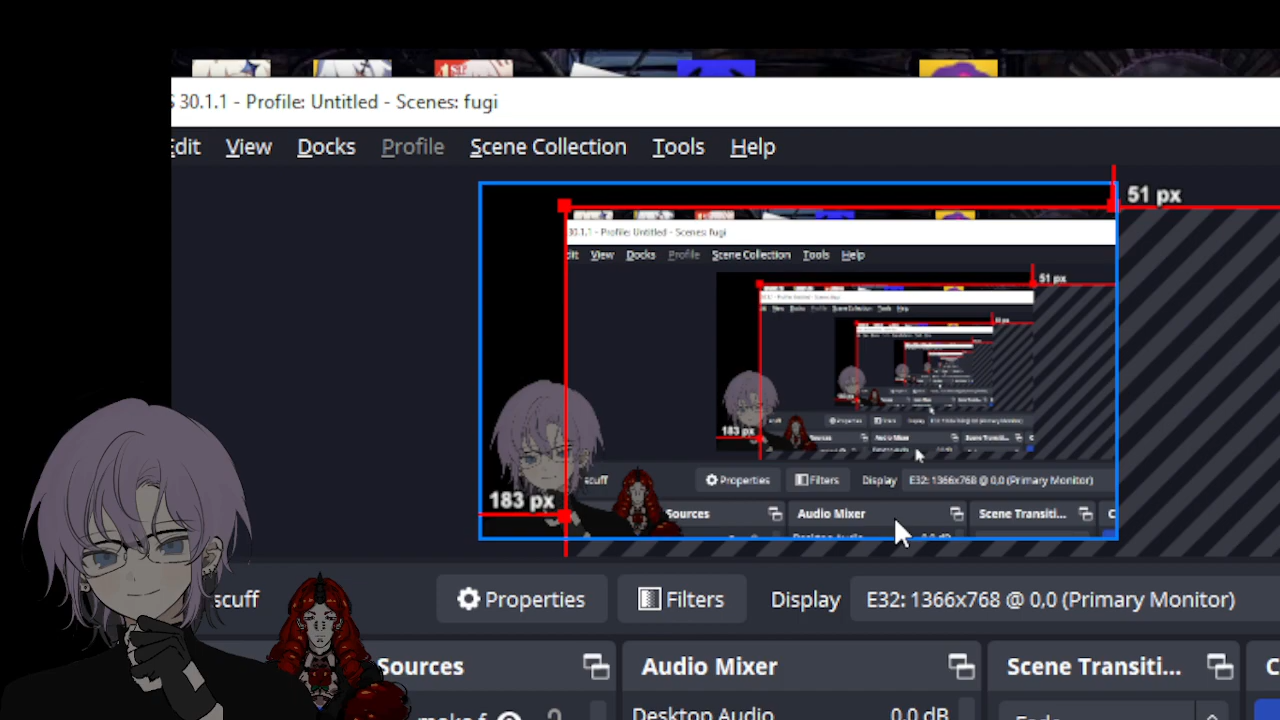 1ST
S 30.1.1 - Profile: Untitled - Scenes: fugi
Edit View Docks Profile Scene Collection Tools Help
51 px
30.1.1 - Profile: Untitled - Scenes: fugi
dit View Docks Profile Scene Collection Tools Help
51 px
183 px
scuff Properties Filters Display E32: 1366x768 @ 0,0 (Primary Monitor)
Sources Audio Mixer Scene Transiti... C
183 px
scuff Properties Filters Display E32: 1366x768 @ 0,0 (Primary Monitor)
Sources Audio Mixer Scene Transiti... C
Desktop Audio 0.0 dB